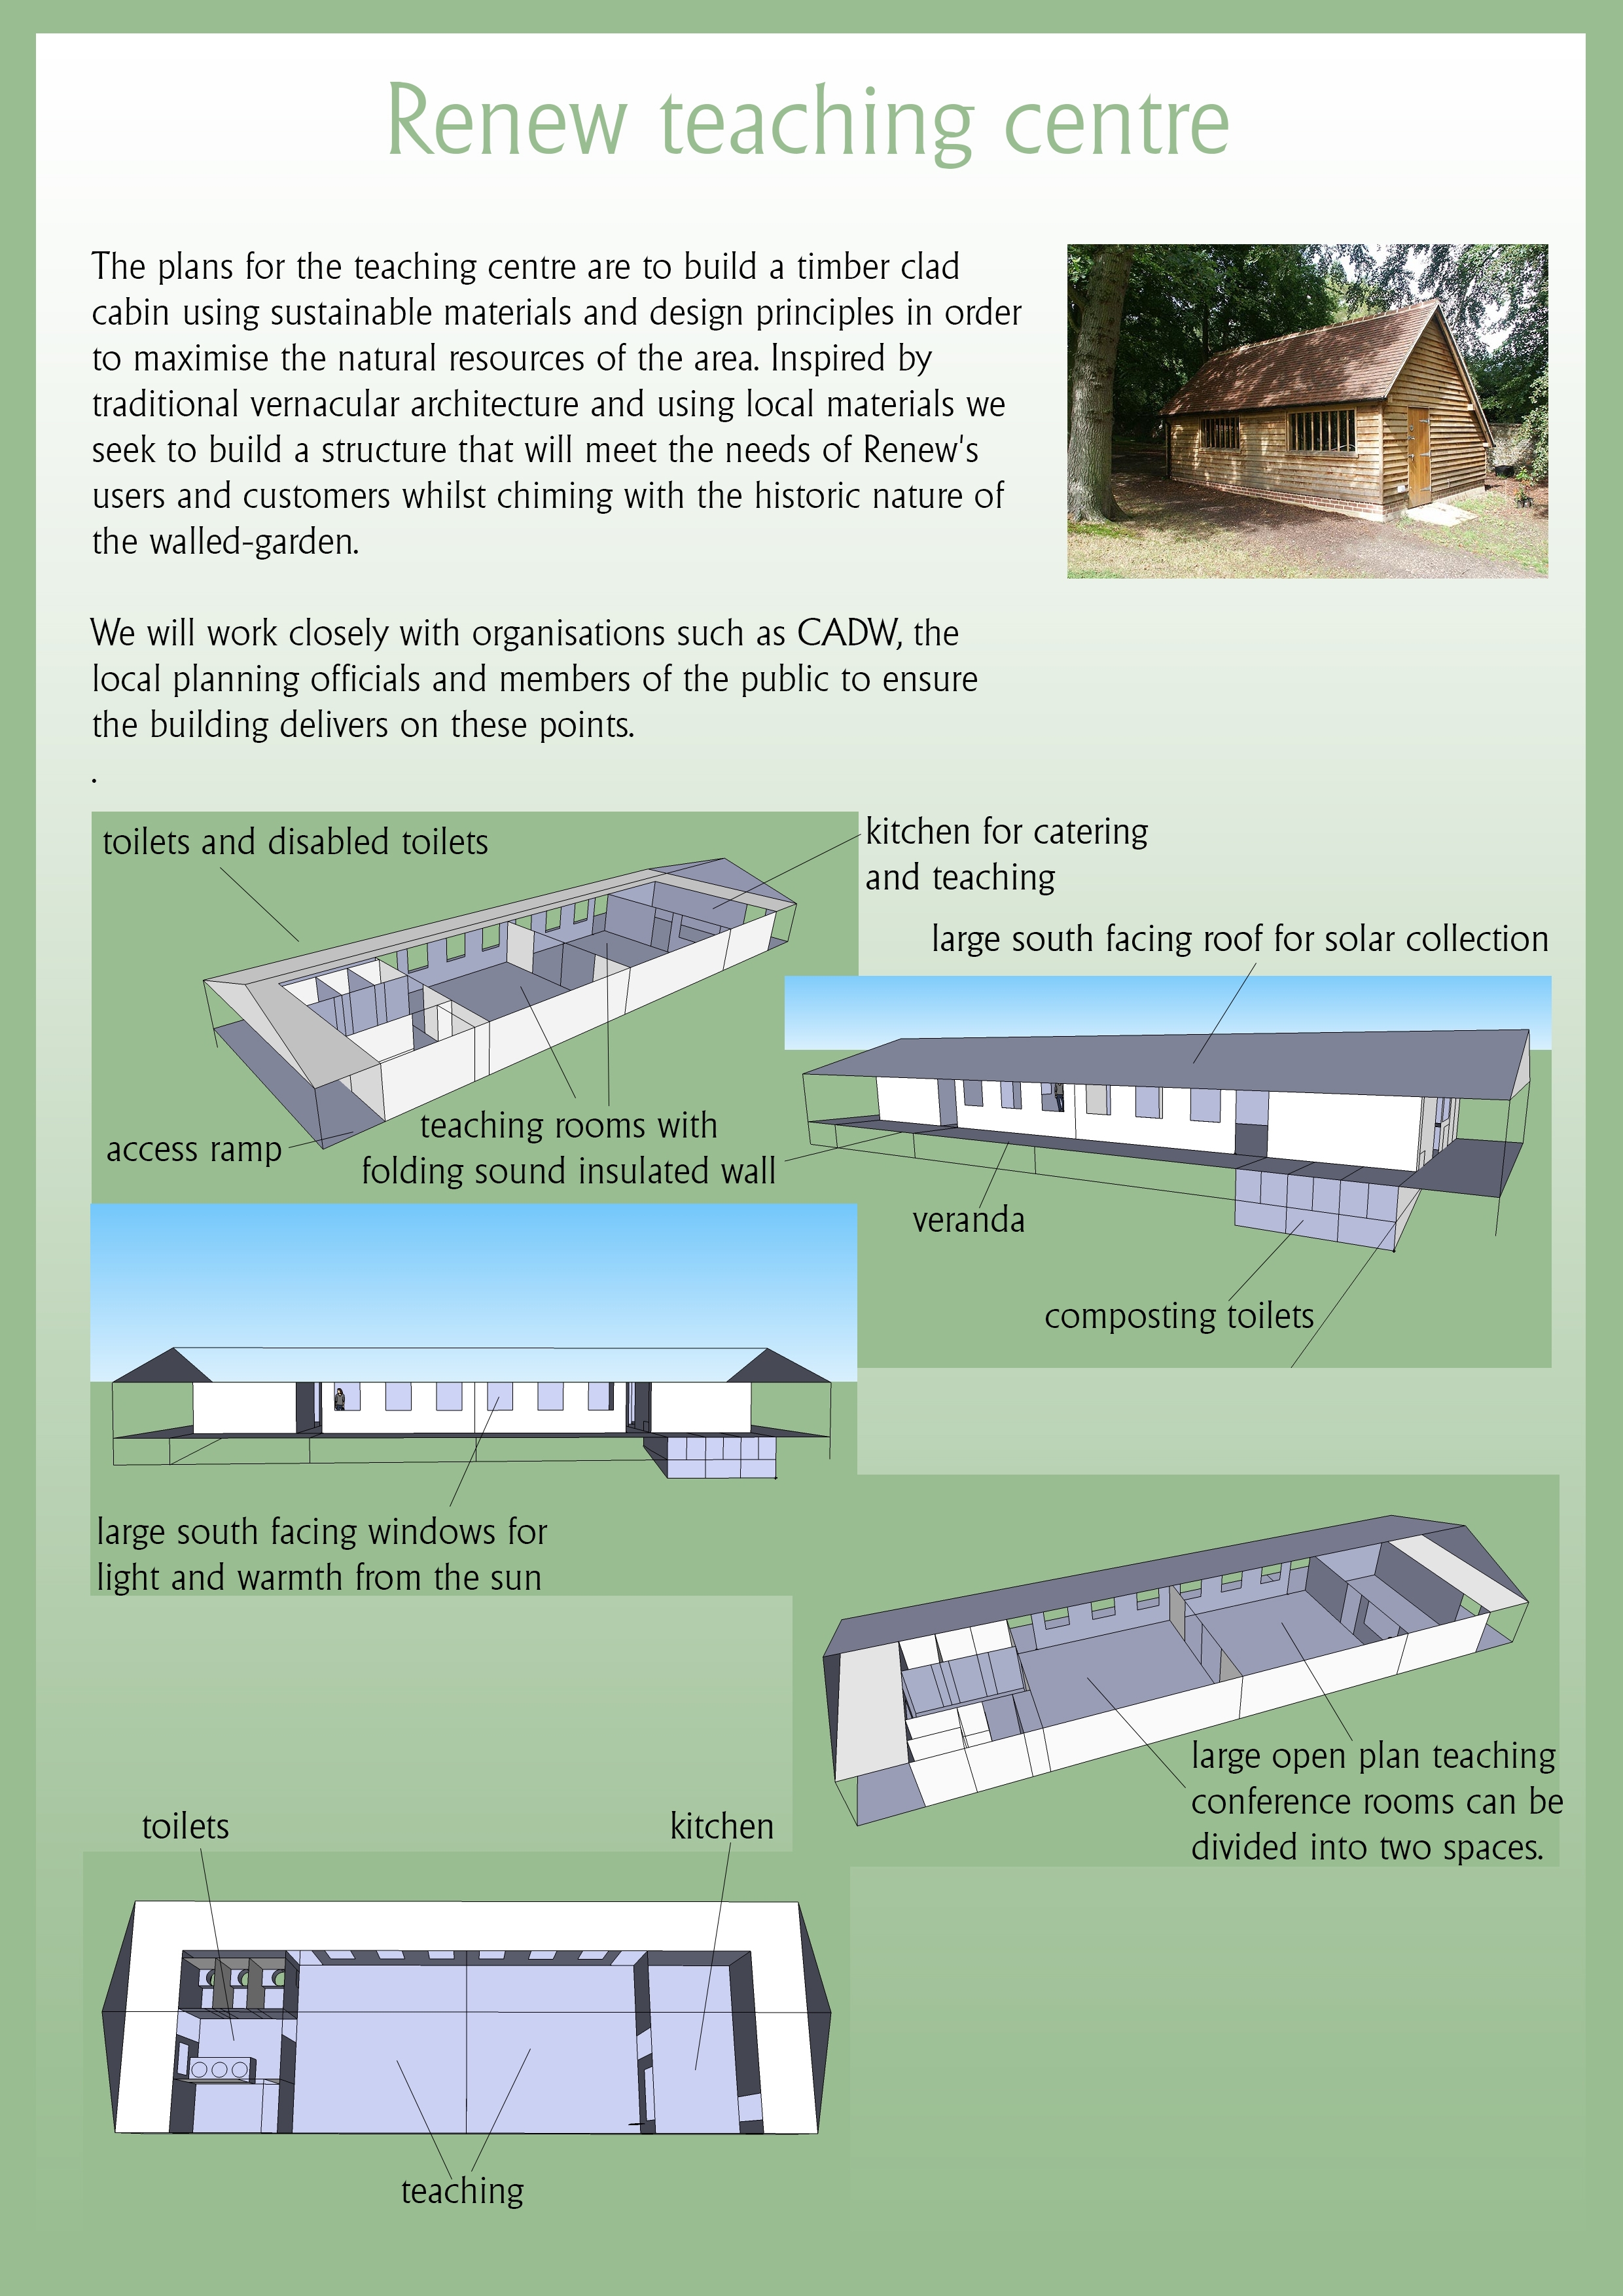 Renew teaching centre
The plans for the teaching centre are to build a timber clad
cabin using sustainable materials and design principles in order
to maximise the natural resources of the area. Inspired by
traditional vernacular architecture and using local materials we
seek to build a structure that will meet the needs of Renew's
users and customers whilst chiming with the historic nature of
the walled-garden.
We will work closely with organisations such as CADW, the
local planning officials and members of the public to ensure
the building delivers on these points.
.
toilets and disabled toilets
kitchen for catering
and teaching
large south facing roof for solar collection
access ramp
teaching rooms with
folding sound insulated wall
veranda
composting toilets
large south facing windows for
light and warmth from the sun
large open plan teaching
conference rooms can be
divided into two spaces.
toilets
kitchen
teaching